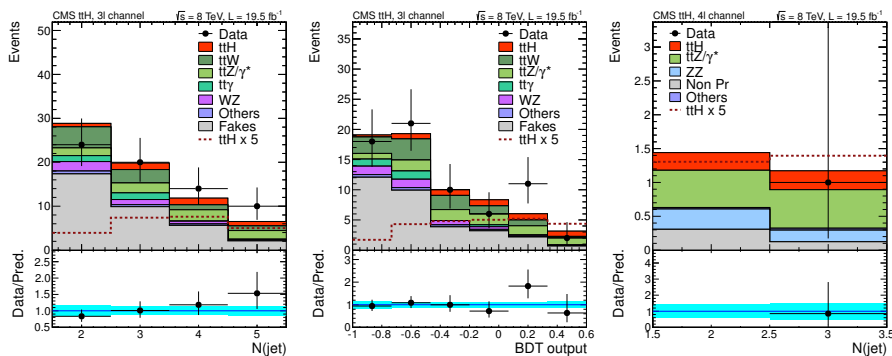 CMS ttH, 3l channel √s = 8 TeV, L = 19.5 fb⁻¹
Events
50
40
30
20
10
0
Data
ttH
ttW
ttZ/γ*
ttγ
WZ
Others
Fakes
ttH x 5
Data/Pred.
2.5
2.0
1.5
1.0
0.5
2 3 4 5
N(jet)
CMS ttH, 3l channel √s = 8 TeV, L = 19.5 fb⁻¹
Events
35
30
25
20
15
10
5
0
Data
ttH
ttW
ttZ/γ*
ttγ
WZ
Others
Fakes
ttH x 5
Data/Pred.
3
2
1
0
-1 -0.8 -0.6 -0.4 -0.2 0 0.2 0.4 0.6
BDT output
CMS ttH, 4l channel √s = 8 TeV, L = 19.5 fb⁻¹
Events
3
2.5
2
1.5
1
0.5
0
Data
ttH
ttZ/γ*
ZZ
Non Pr
Others
ttH x 5
Data/Pred.
4
3
2
1
0
1.5 2 2.5 3 3.5
N(jet)